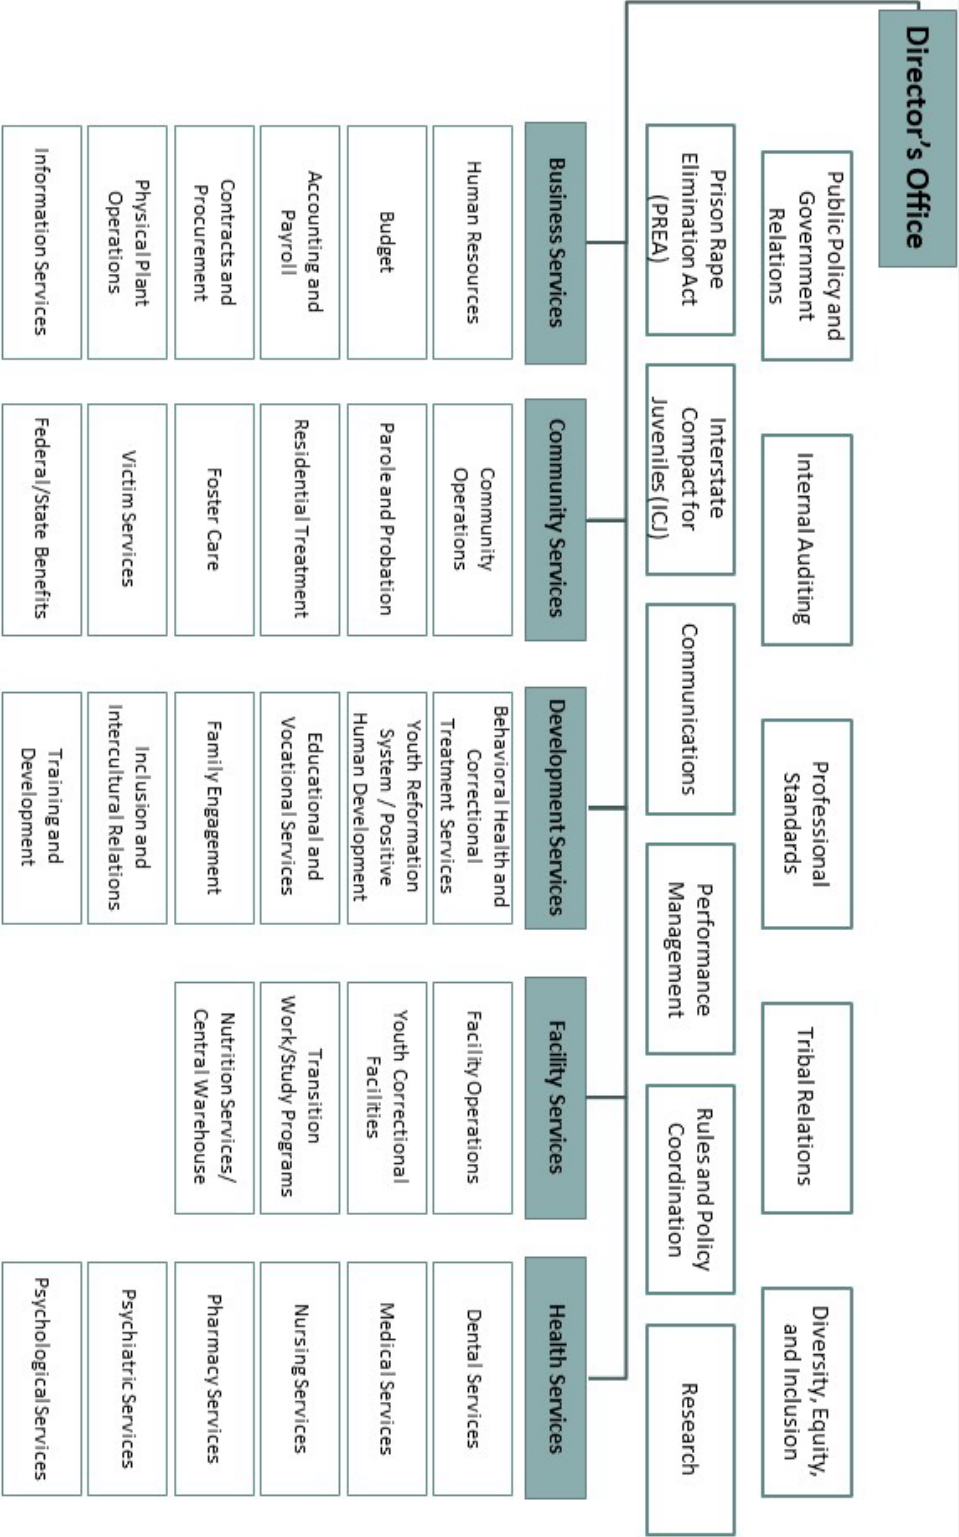 Director's Office
Public Policy and
Government
Relations
Internal Auditing
Professional
Standards
Tribal Relations
Diversity, Equity,
and Inclusion
Prison Rape
Elimination Act
(PREA)
Interstate
Compact for
Juveniles (ICJ)
Communications
Performance
Management
Rules and Policy
Coordination
Research
Business Services
Human Resources
Budget
Accounting and
Payroll
Contracts and
Procurement
Physical Plant
Operations
Information Services
Community Services
Community
Operations
Parole and Probation
Residential Treatment
Foster Care
Victim Services
Federal/State Benefits
Development Services
Behavioral Health and
Correctional
Treatment Services
Youth Reformation
System / Positive
Human Development
Educational and
Vocational Services
Family Engagement
Inclusion and
Intercultural Relations
Training and
Development
Facility Services
Facility Operations
Youth Correctional
Facilities
Transition
Work/Study Programs
Nutrition Services/
Central Warehouse
Health Services
Dental Services
Medical Services
Nursing Services
Pharmacy Services
Psychiatric Services
Psychological Services